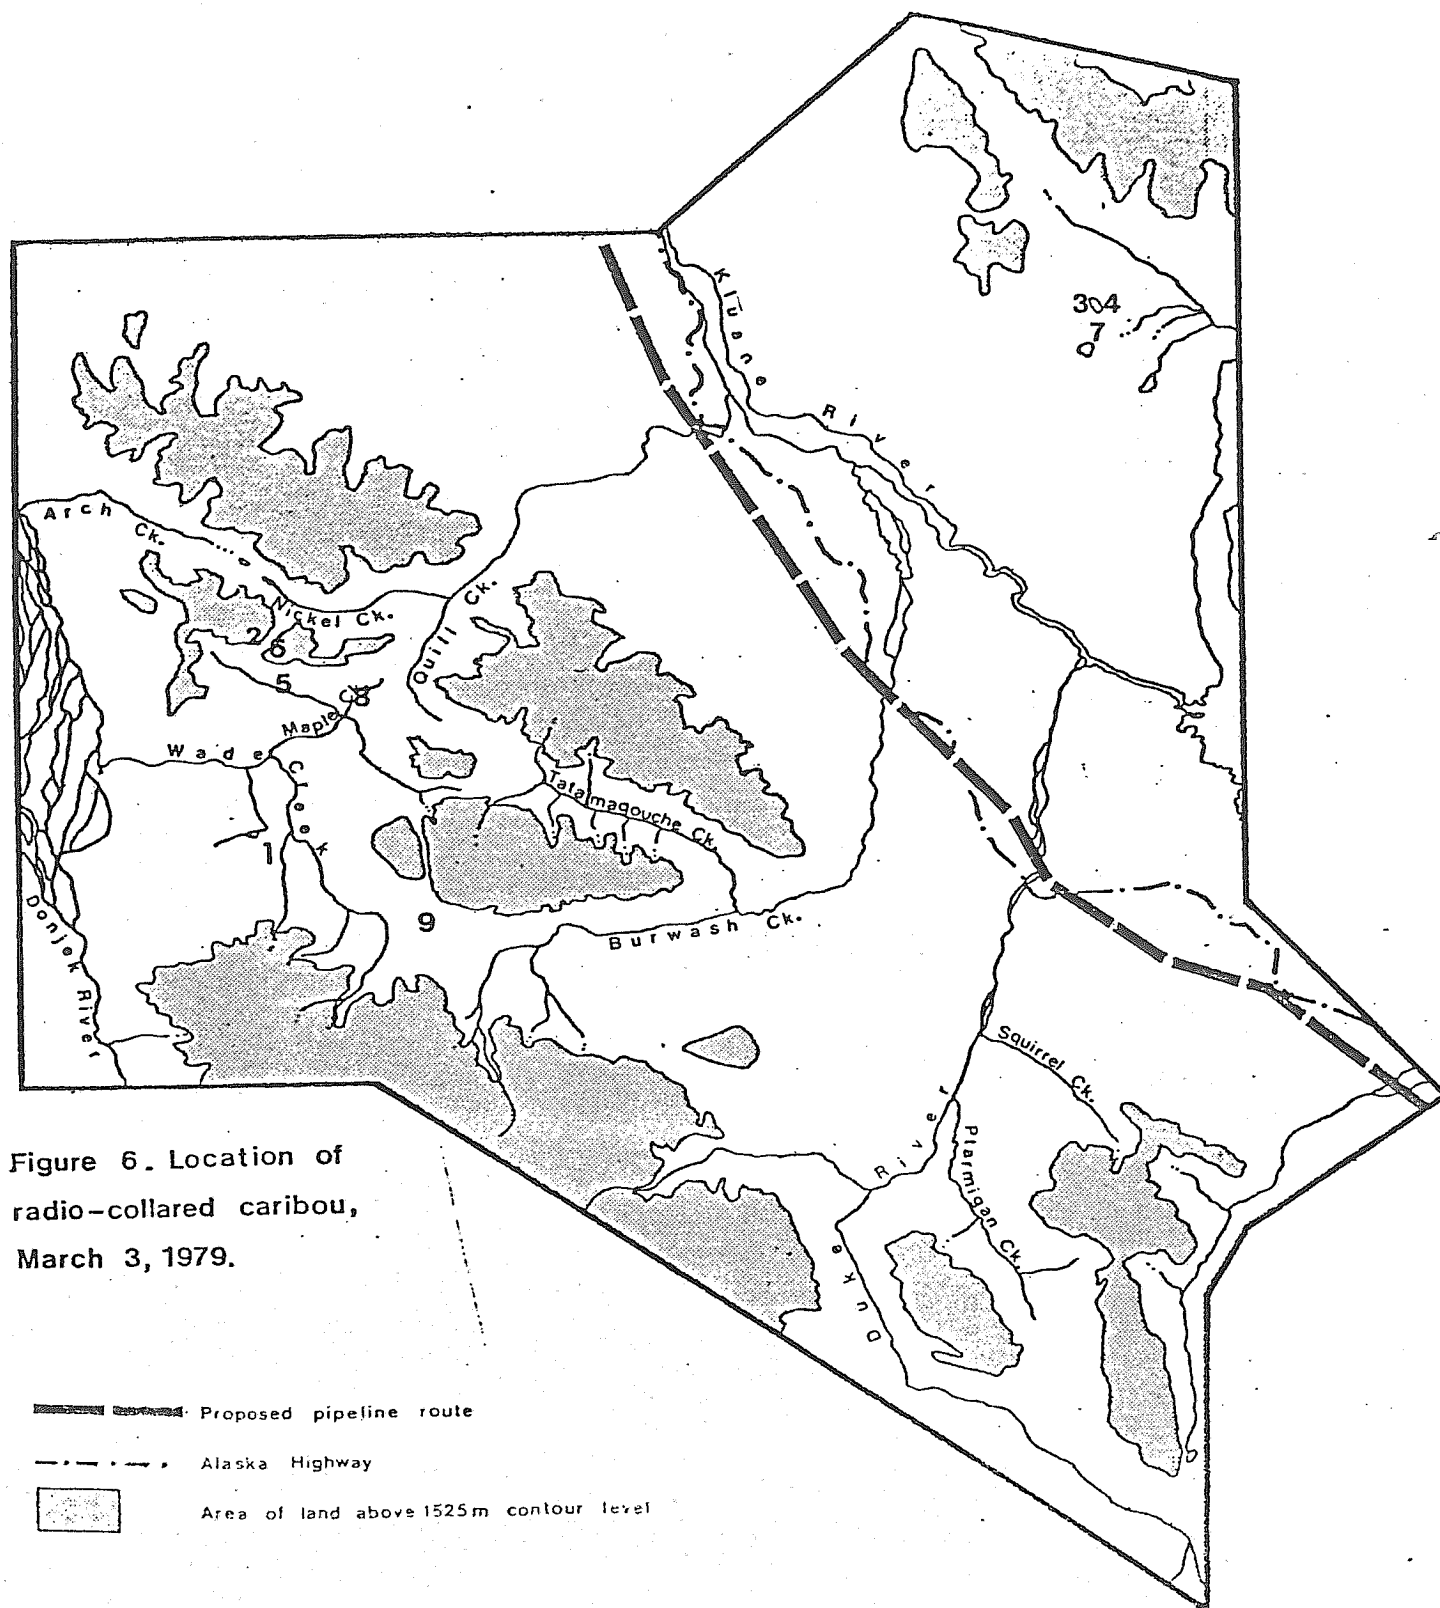 Kluane River
304
7
Arch Ck.
Nickel Ck.
Quill Ck.
2
6
5
8
Maple Ck.
Wade Creek
Tatamagouche Ck.
1
9
Burwash Ck.
Donjek River
Squirrel Ck.
Ptarmigan Ck.
Duke River
Figure 6. Location of
radio-collared caribou,
March 3, 1979.
Proposed pipeline route
Alaska Highway
Area of land above 1525m contour level